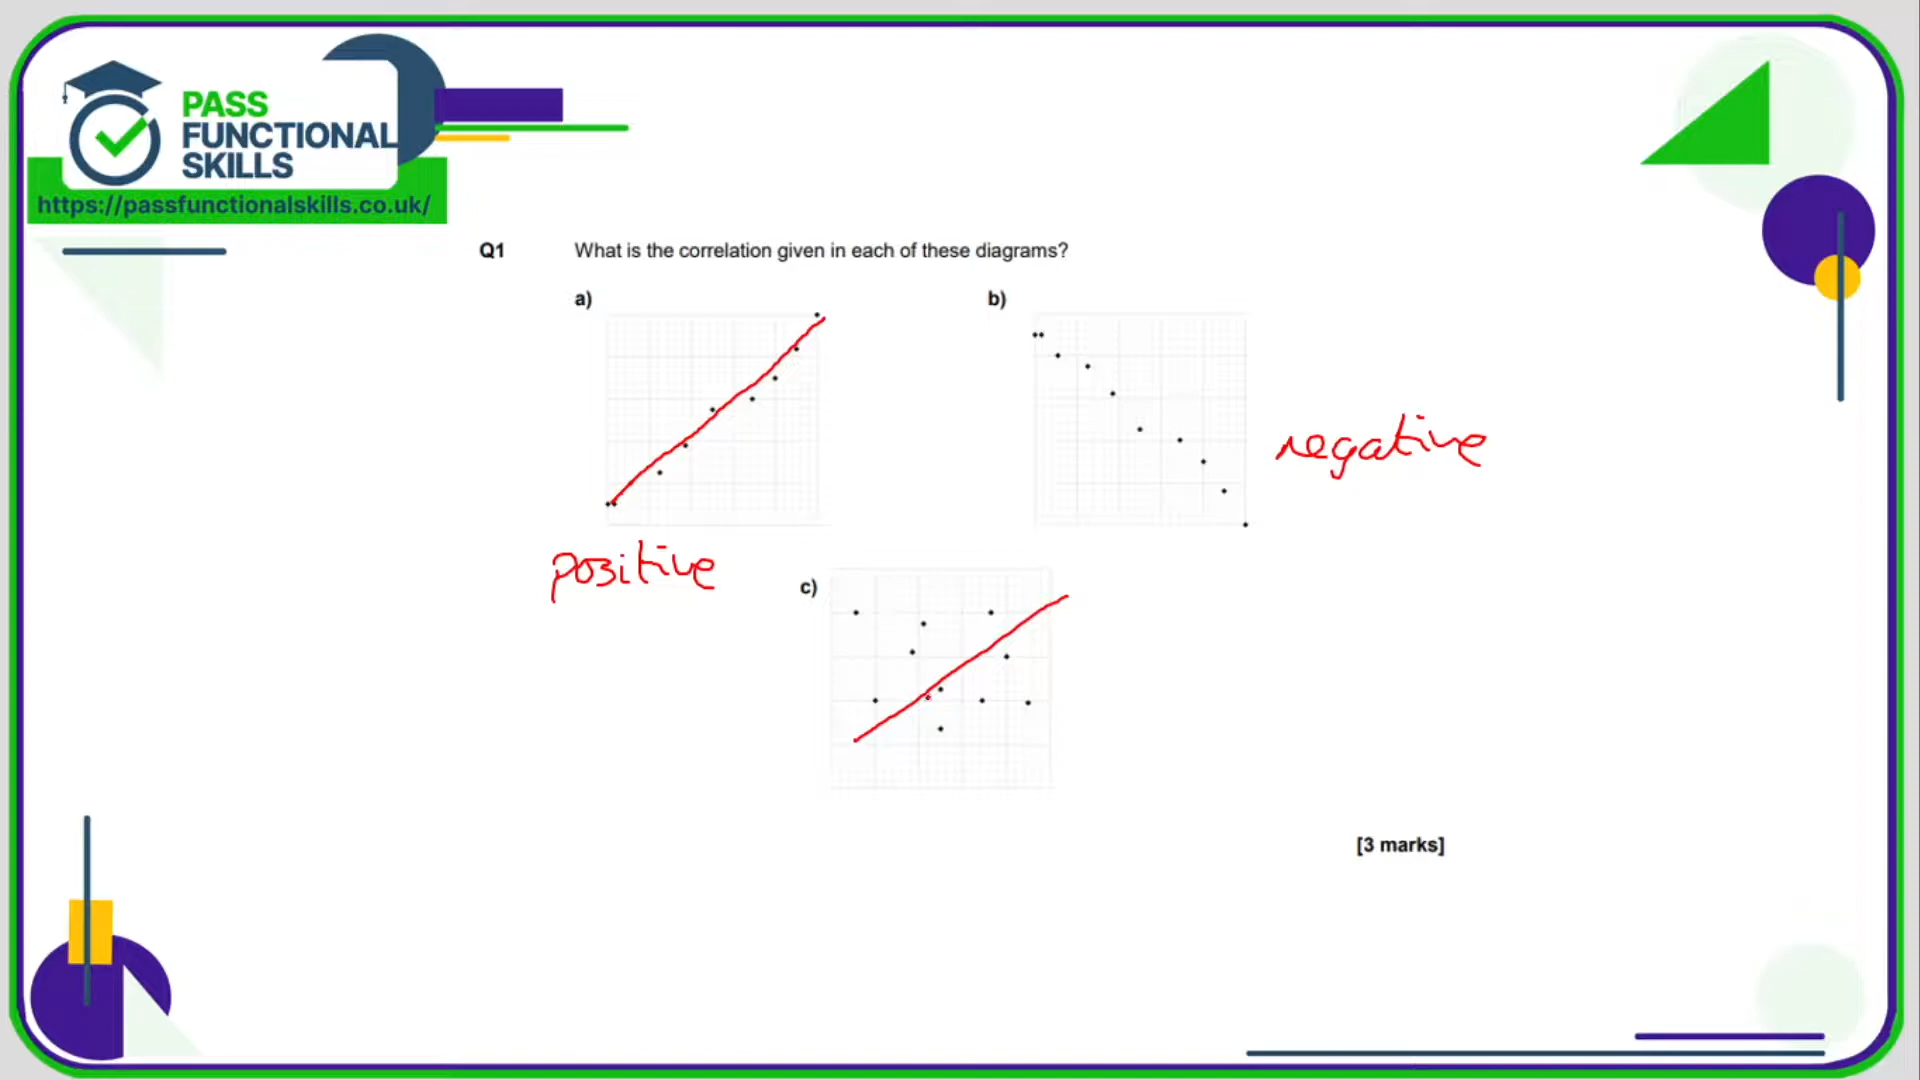 PASS
FUNCTIONAL
SKILLS
https://passfunctionalskills.co.uk/
Q1 What is the correlation given in each of these diagrams?
a)
b)
negative
positive
c)
[3 marks]